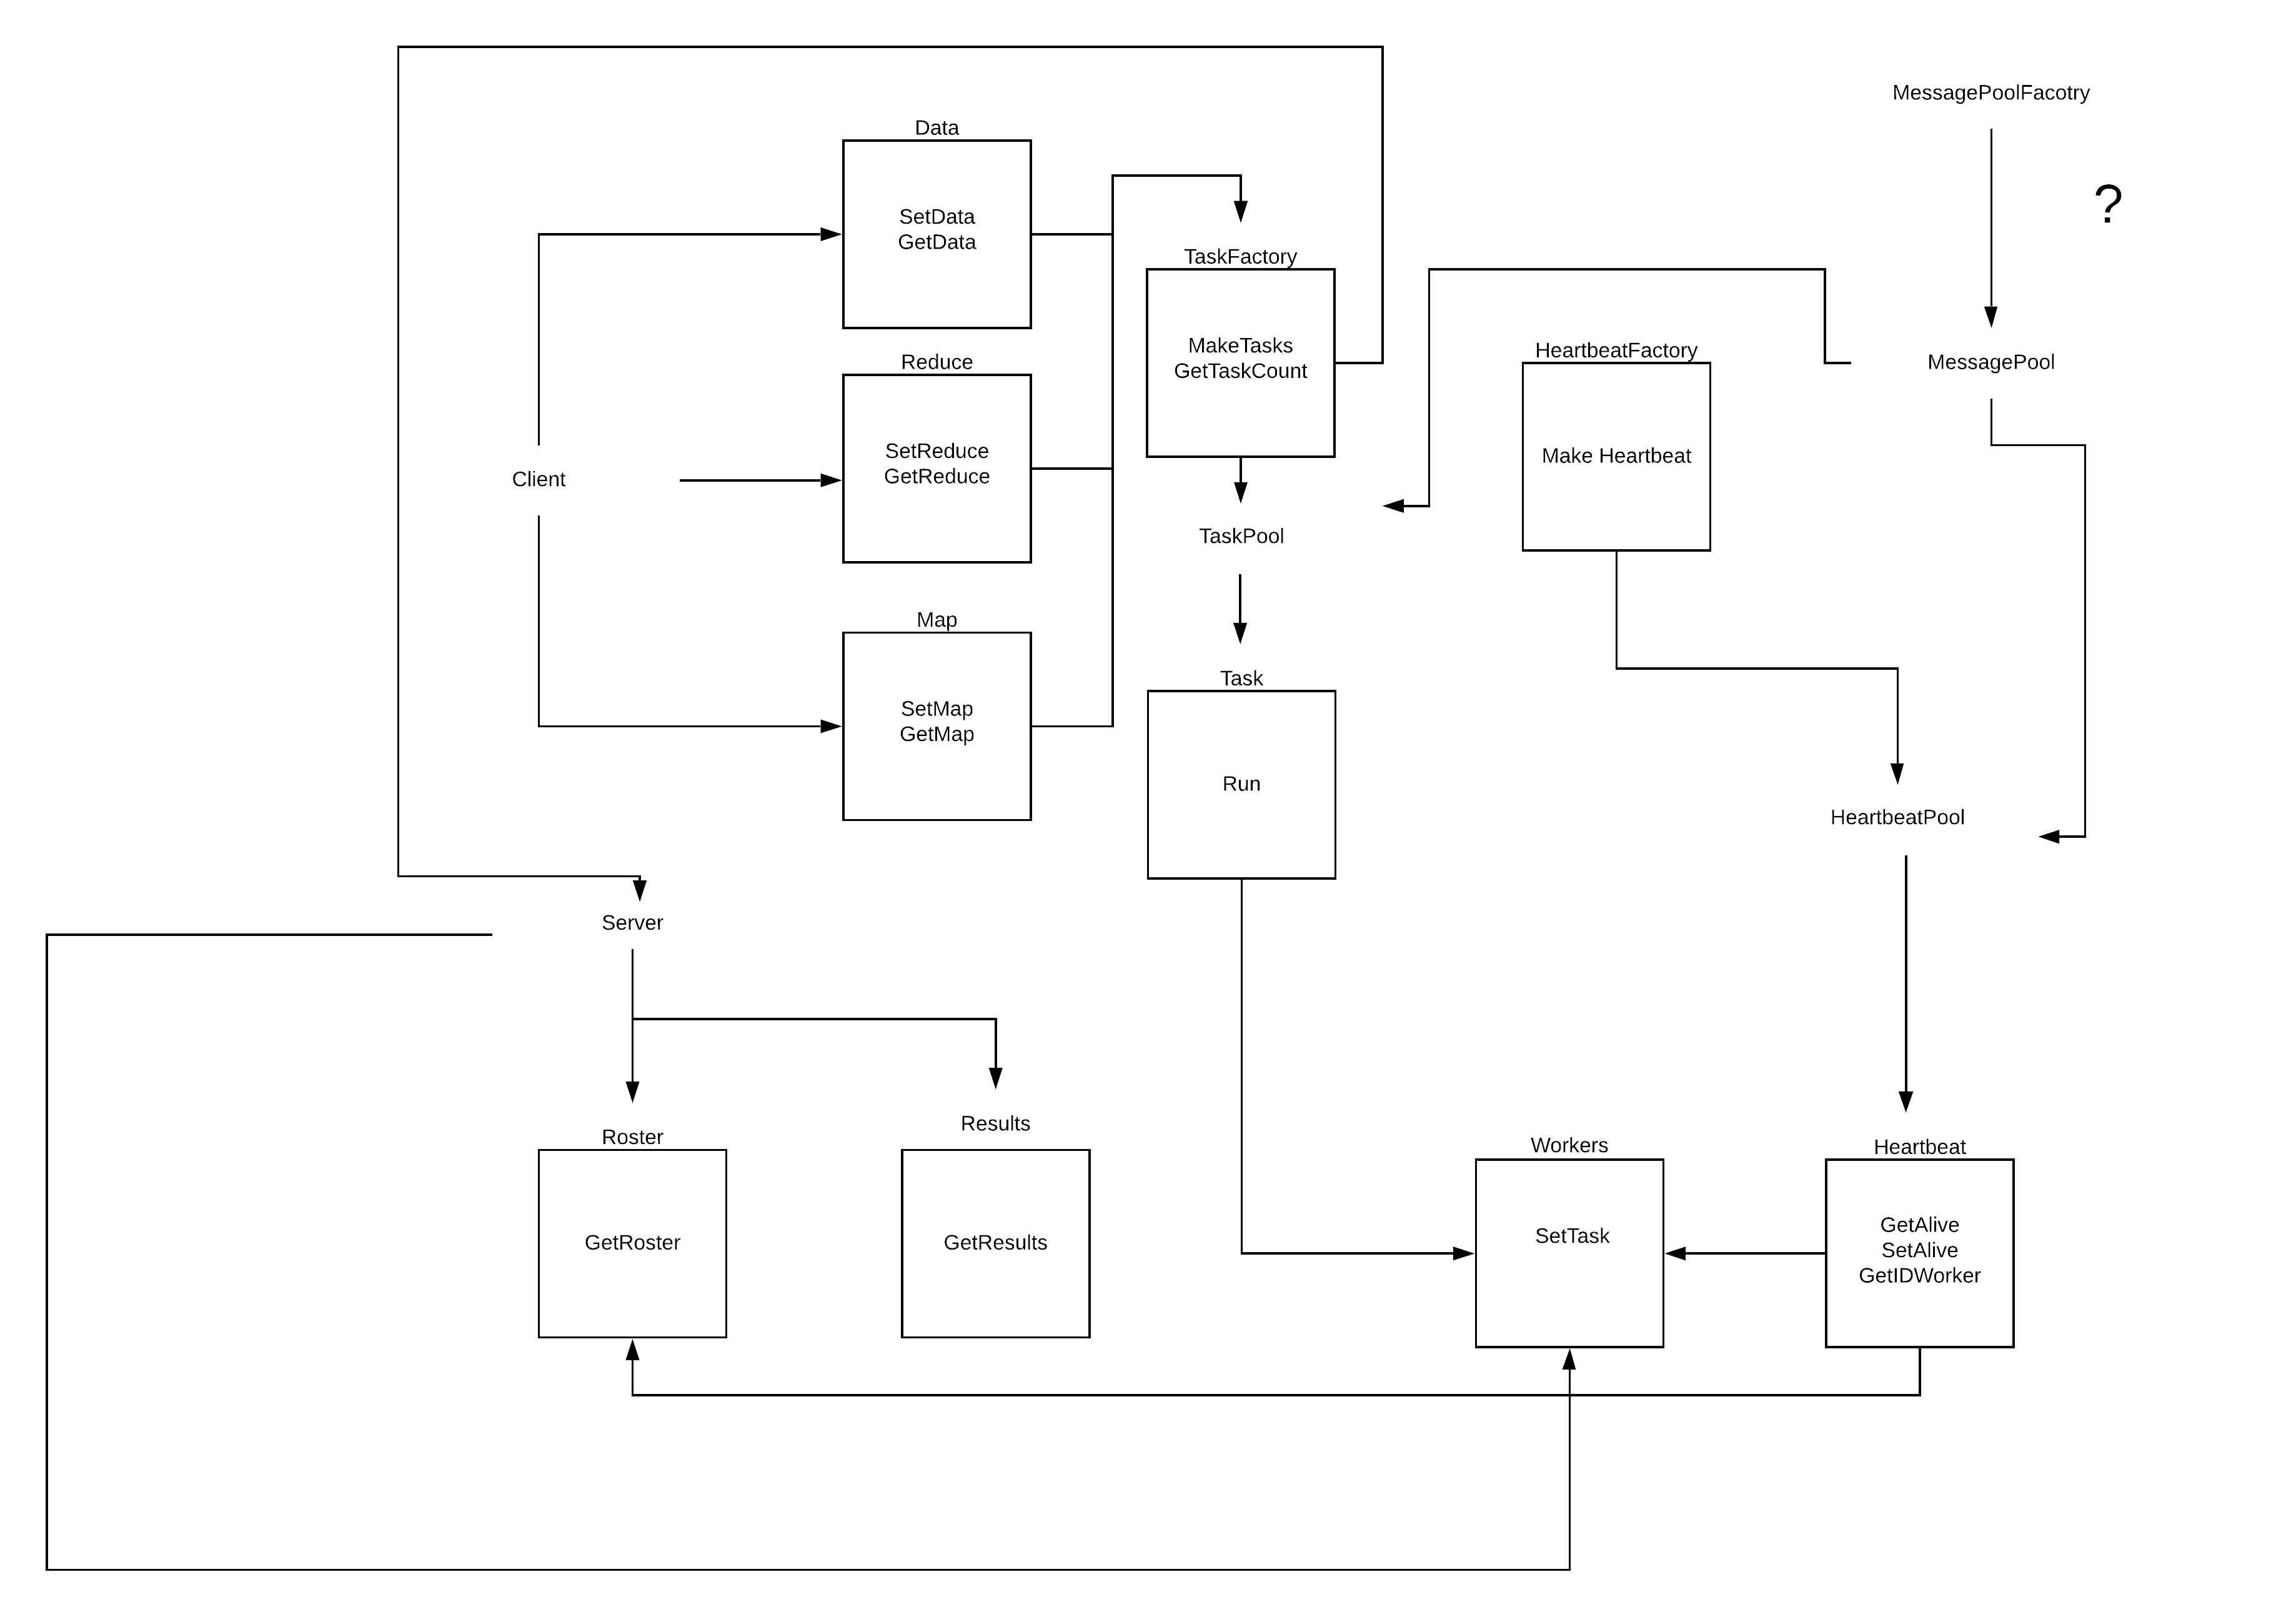 MessagePoolFacotry
Data
SetData
GetData
?
TaskFactory
MakeTasks
GetTaskCount
HeartbeatFactory
Make Heartbeat
MessagePool
Reduce
SetReduce
GetReduce
Client
TaskPool
Map
SetMap
GetMap
Task
Run
HeartbeatPool
Server
Roster
GetRoster
Results
GetResults
Workers
SetTask
Heartbeat
GetAlive
SetAlive
GetIDWorker